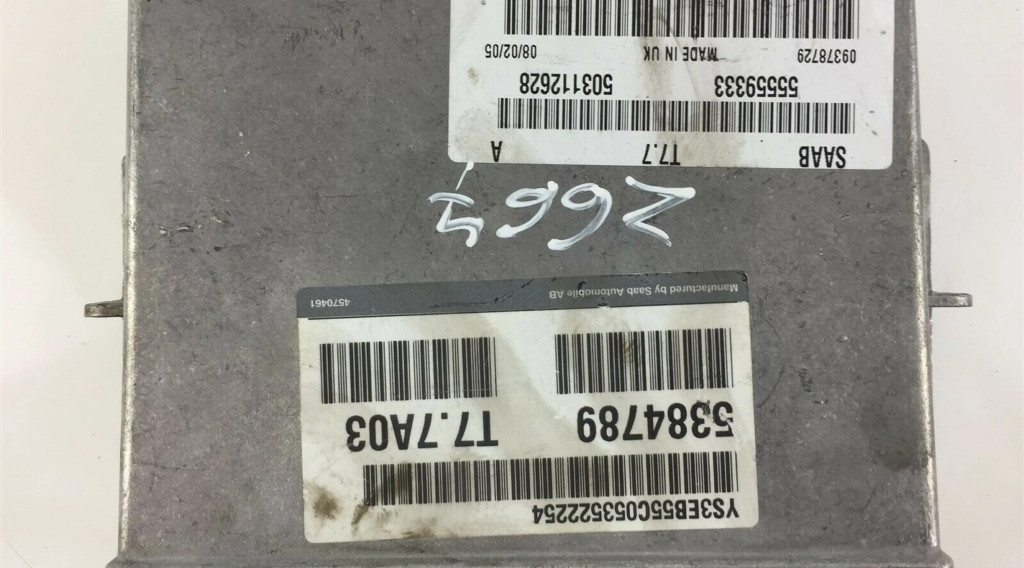 YS3EB55C053522254
5384789 T7.7A03
Manufactured by Saab Automobile AB 4570461
SAAB T7.7 A
55559333 503112628
09378729 MADE IN UK 08/02/05